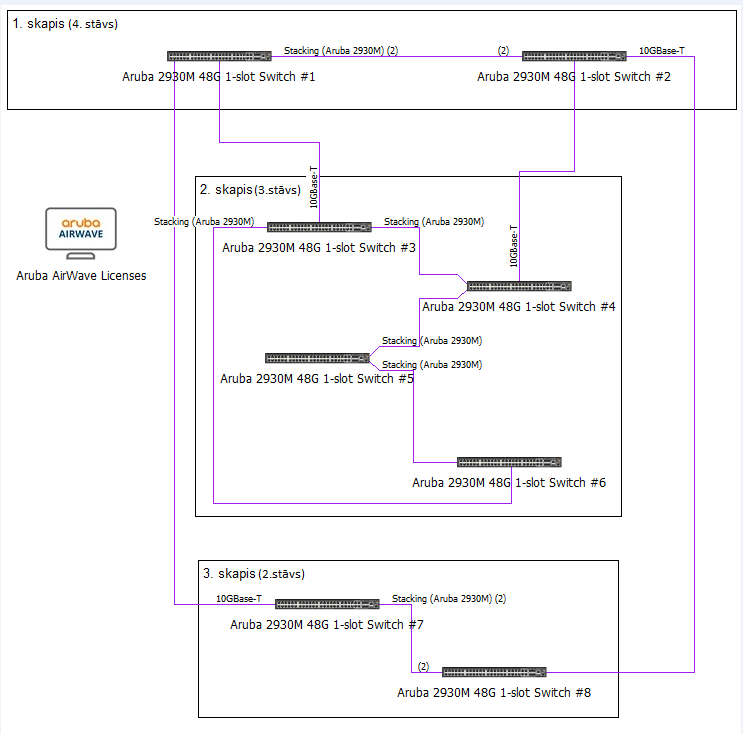 1. skapis (4. stāvs)
Stacking (Aruba 2930M) (2)
(2)
10GBase-T
Aruba 2930M 48G 1-slot Switch #1
Aruba 2930M 48G 1-slot Switch #2
10GBase-T
2. skapis (3.stāvs)
aruba
AIRWAVE
Aruba AirWave Licenses
Stacking (Aruba 2930M)
Stacking (Aruba 2930M)
Aruba 2930M 48G 1-slot Switch #3
10GBase-T
Aruba 2930M 48G 1-slot Switch #4
Stacking (Aruba 2930M)
Stacking (Aruba 2930M)
Aruba 2930M 48G 1-slot Switch #5
Aruba 2930M 48G 1-slot Switch #6
3. skapis (2.stāvs)
10GBase-T
Stacking (Aruba 2930M) (2)
Aruba 2930M 48G 1-slot Switch #7
(2)
Aruba 2930M 48G 1-slot Switch #8